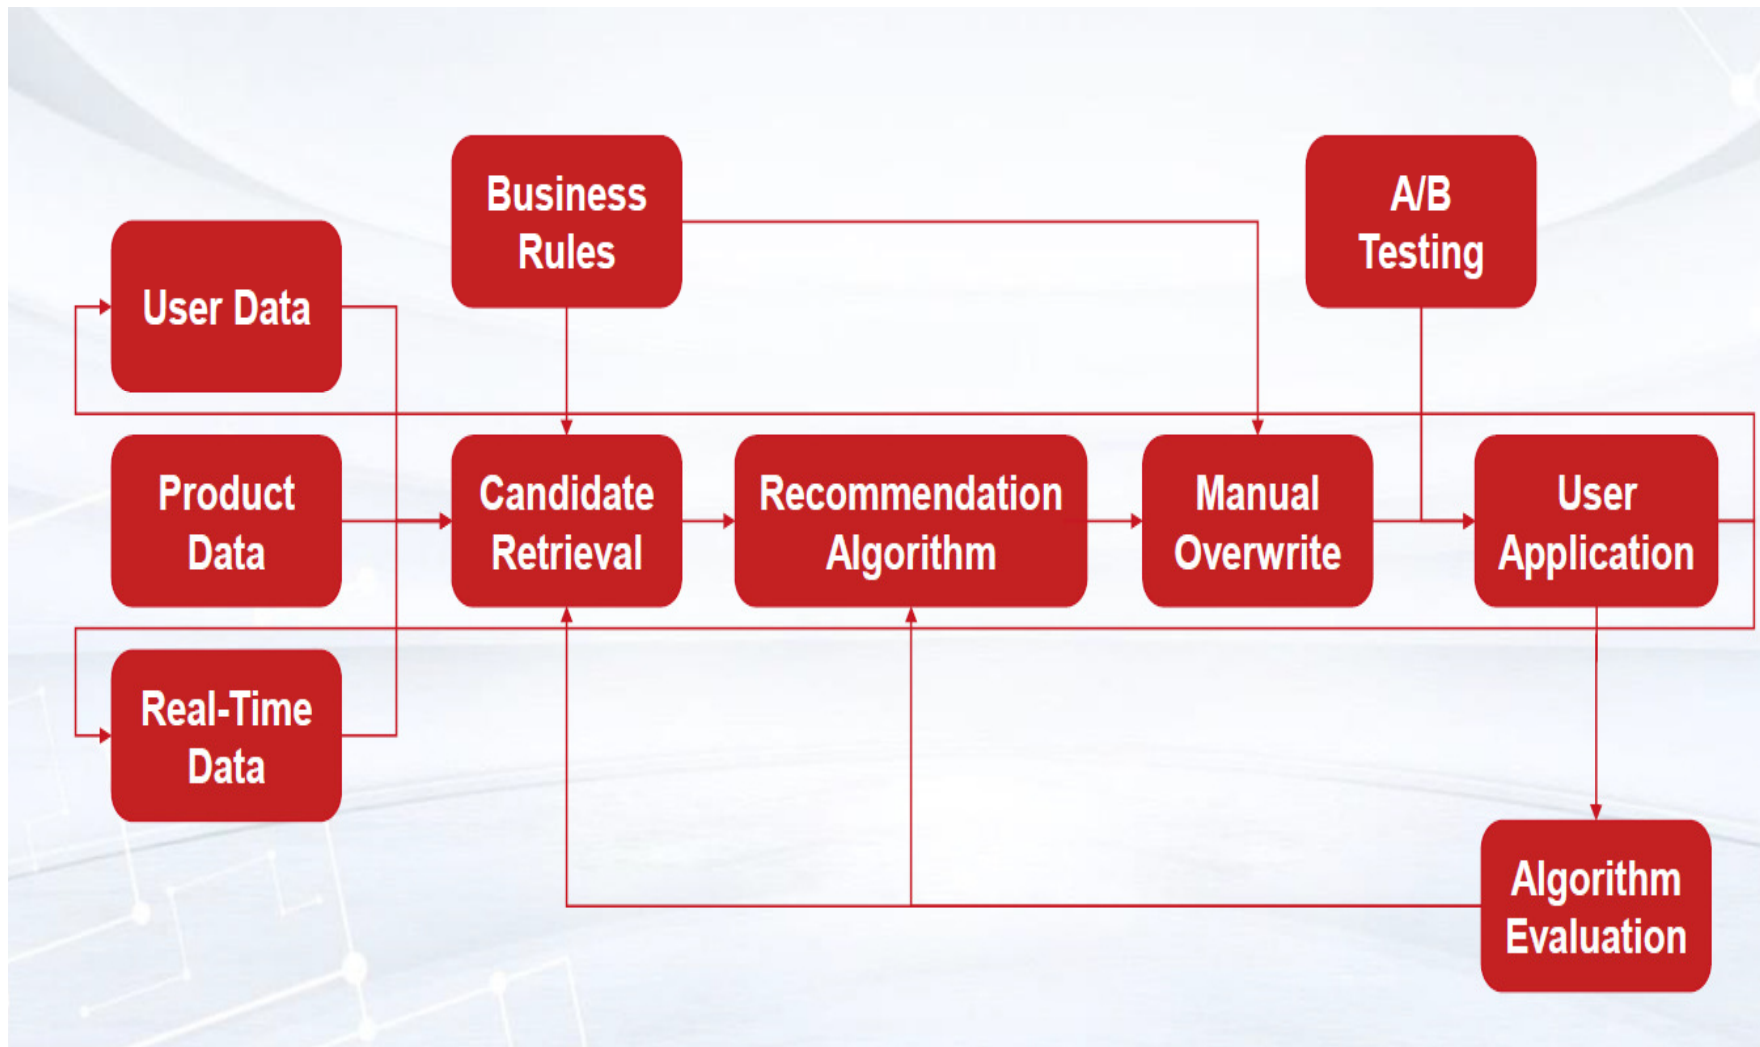 Business
Rules
A/B
Testing
User Data
Product
Data
Candidate
Retrieval
Recommendation
Algorithm
Manual
Overwrite
User
Application
Real-Time
Data
Algorithm
Evaluation